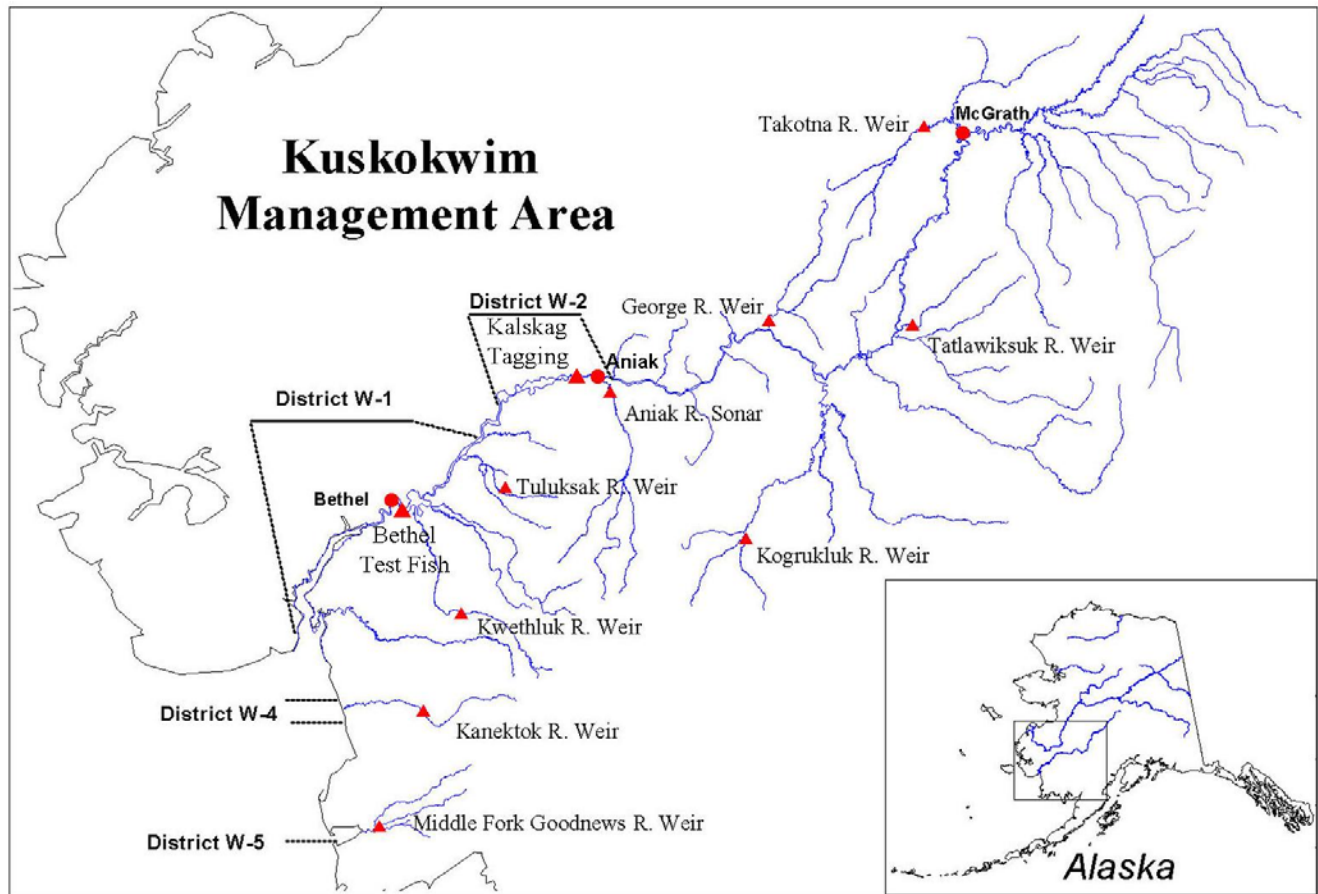 Kuskokwim
Management Area
McGrath
Takotna R. Weir
District W-2
Kalskag
Tagging
George R. Weir
Aniak
Tatlawiksuk R. Weir
District W-1
Aniak R. Sonar
Tuluksak R. Weir
Bethel
Bethel
Test Fish
Kogrukluk R. Weir
Kwethluk R. Weir
District W-4
Kanektok R. Weir
Middle Fork Goodnews R. Weir
District W-5
Alaska